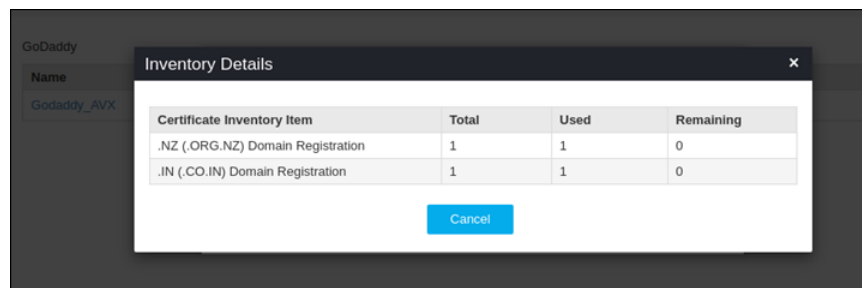 GoDaddy
Inventory Details ×
Name
Godaddy_AVX
Certificate Inventory Item Total Used Remaining
.NZ (.ORG.NZ) Domain Registration 1 1 0
.IN (.CO.IN) Domain Registration 1 1 0
Cancel